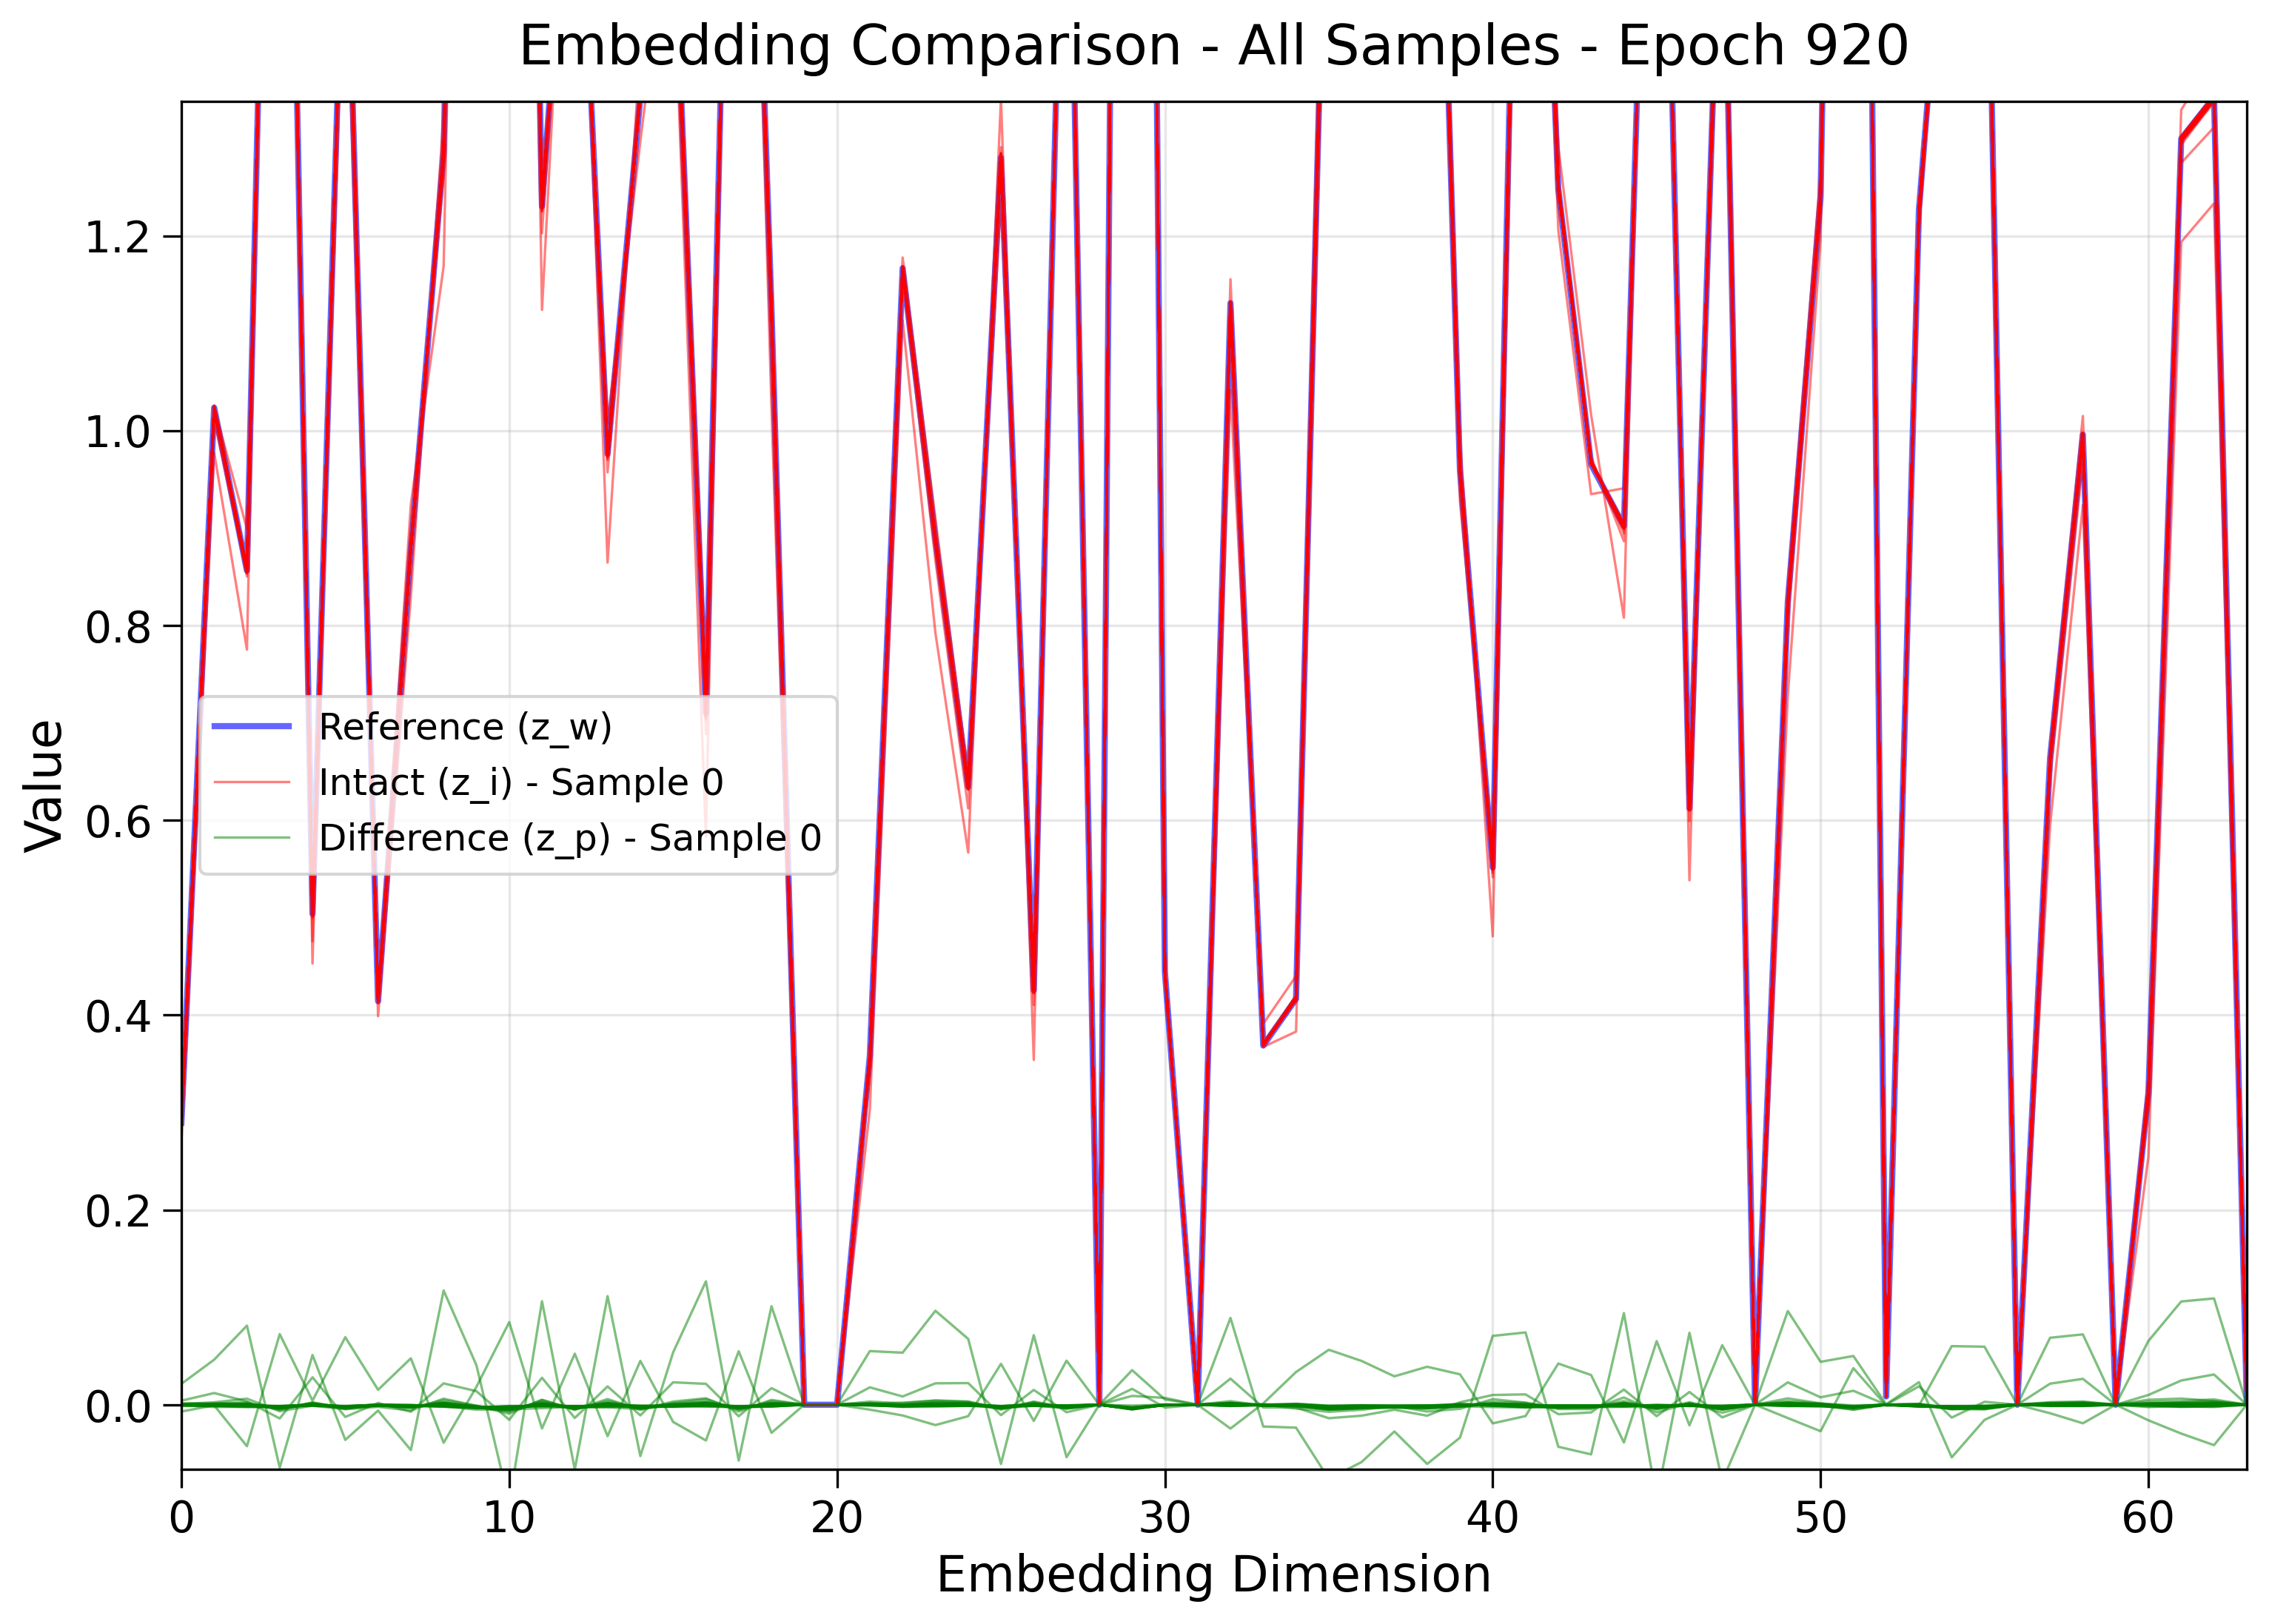 Embedding Comparison - All Samples - Epoch 920
Value
1.2
1.0
0.8
0.6
0.4
0.2
0.0
Reference (z_w)
Intact (z_i) - Sample 0
Difference (z_p) - Sample 0
0 10 20 30 40 50 60
Embedding Dimension